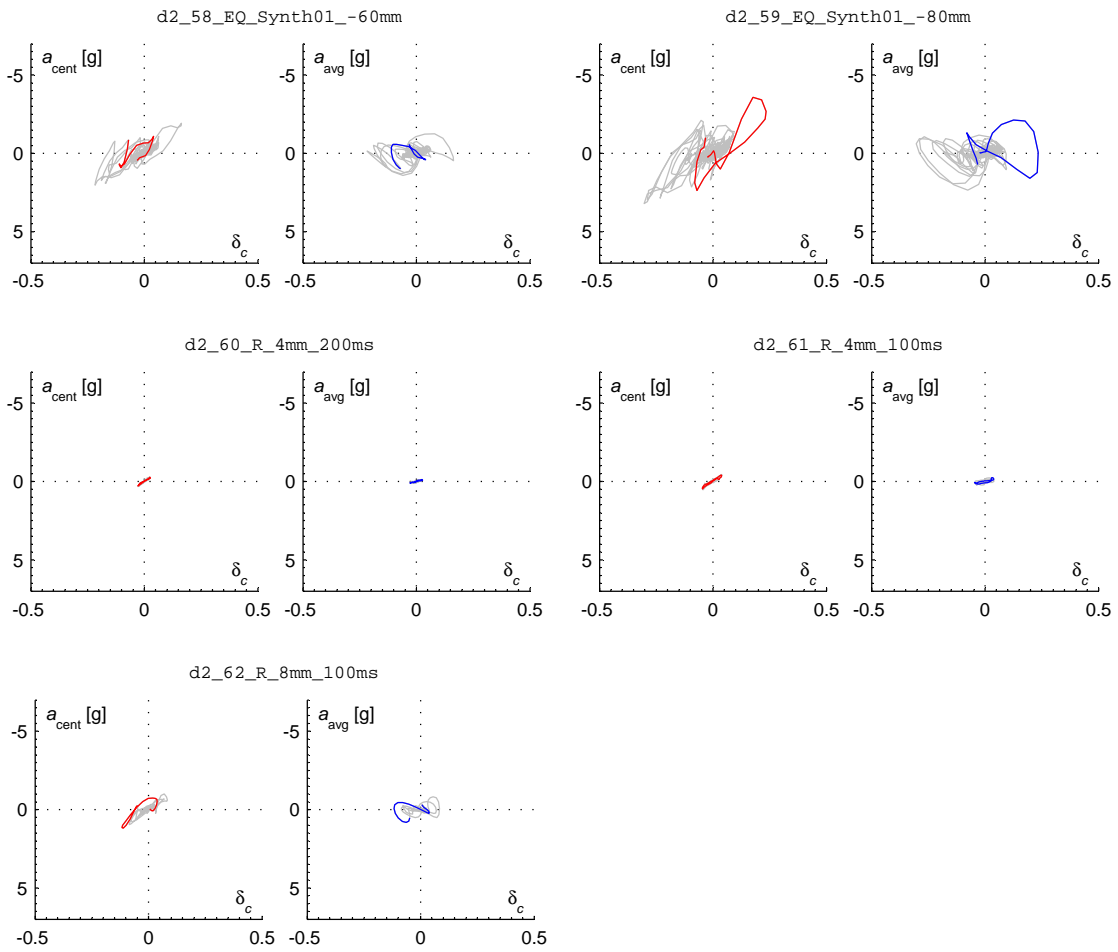 d2_58_EQ_Synth01_-60mm
d2_59_EQ_Synth01_-80mm
a_cent [g]
a_avg [g]
a_cent [g]
a_avg [g]
-5 -5 -5 -5
0 0 0 0
5 5 5 5
δ_c δ_c δ_c δ_c
-0.5 0 0.5 -0.5 0 0.5 -0.5 0 0.5 -0.5 0 0.5
d2_60_R_4mm_200ms
d2_61_R_4mm_100ms
a_cent [g]
a_avg [g]
a_cent [g]
a_avg [g]
-5 -5 -5 -5
0 0 0 0
5 5 5 5
δ_c δ_c δ_c δ_c
-0.5 0 0.5 -0.5 0 0.5 -0.5 0 0.5 -0.5 0 0.5
d2_62_R_8mm_100ms
a_cent [g]
a_avg [g]
-5 -5
0 0
5 5
δ_c δ_c
-0.5 0 0.5 -0.5 0 0.5